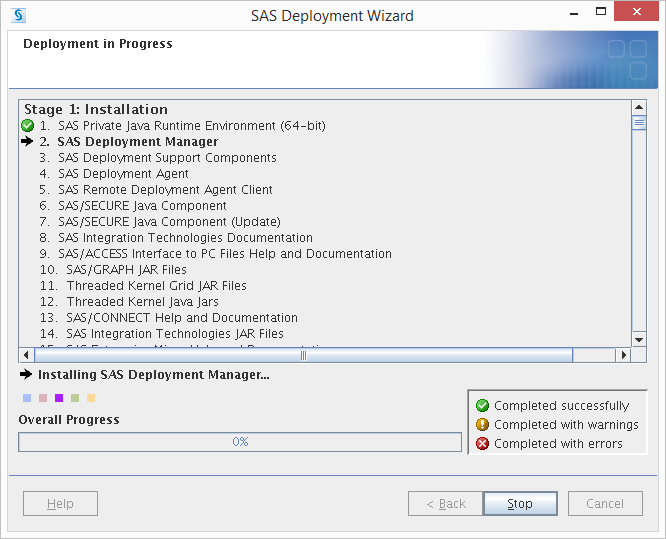 SAS Deployment Wizard
Deployment in Progress
Stage 1: Installation
1. SAS Private Java Runtime Environment (64-bit)
2. SAS Deployment Manager
3. SAS Deployment Support Components
4. SAS Deployment Agent
5. SAS Remote Deployment Agent Client
6. SAS/SECURE Java Component
7. SAS/SECURE Java Component (Update)
8. SAS Integration Technologies Documentation
9. SAS/ACCESS Interface to PC Files Help and Documentation
10. SAS/GRAPH JAR Files
11. Threaded Kernel Grid JAR Files
12. Threaded Kernel Java Jars
13. SAS/CONNECT Help and Documentation
14. SAS Integration Technologies JAR Files
Installing SAS Deployment Manager...
Overall Progress
0%
Completed successfully
Completed with warnings
Completed with errors
Help
< Back
Stop
Cancel